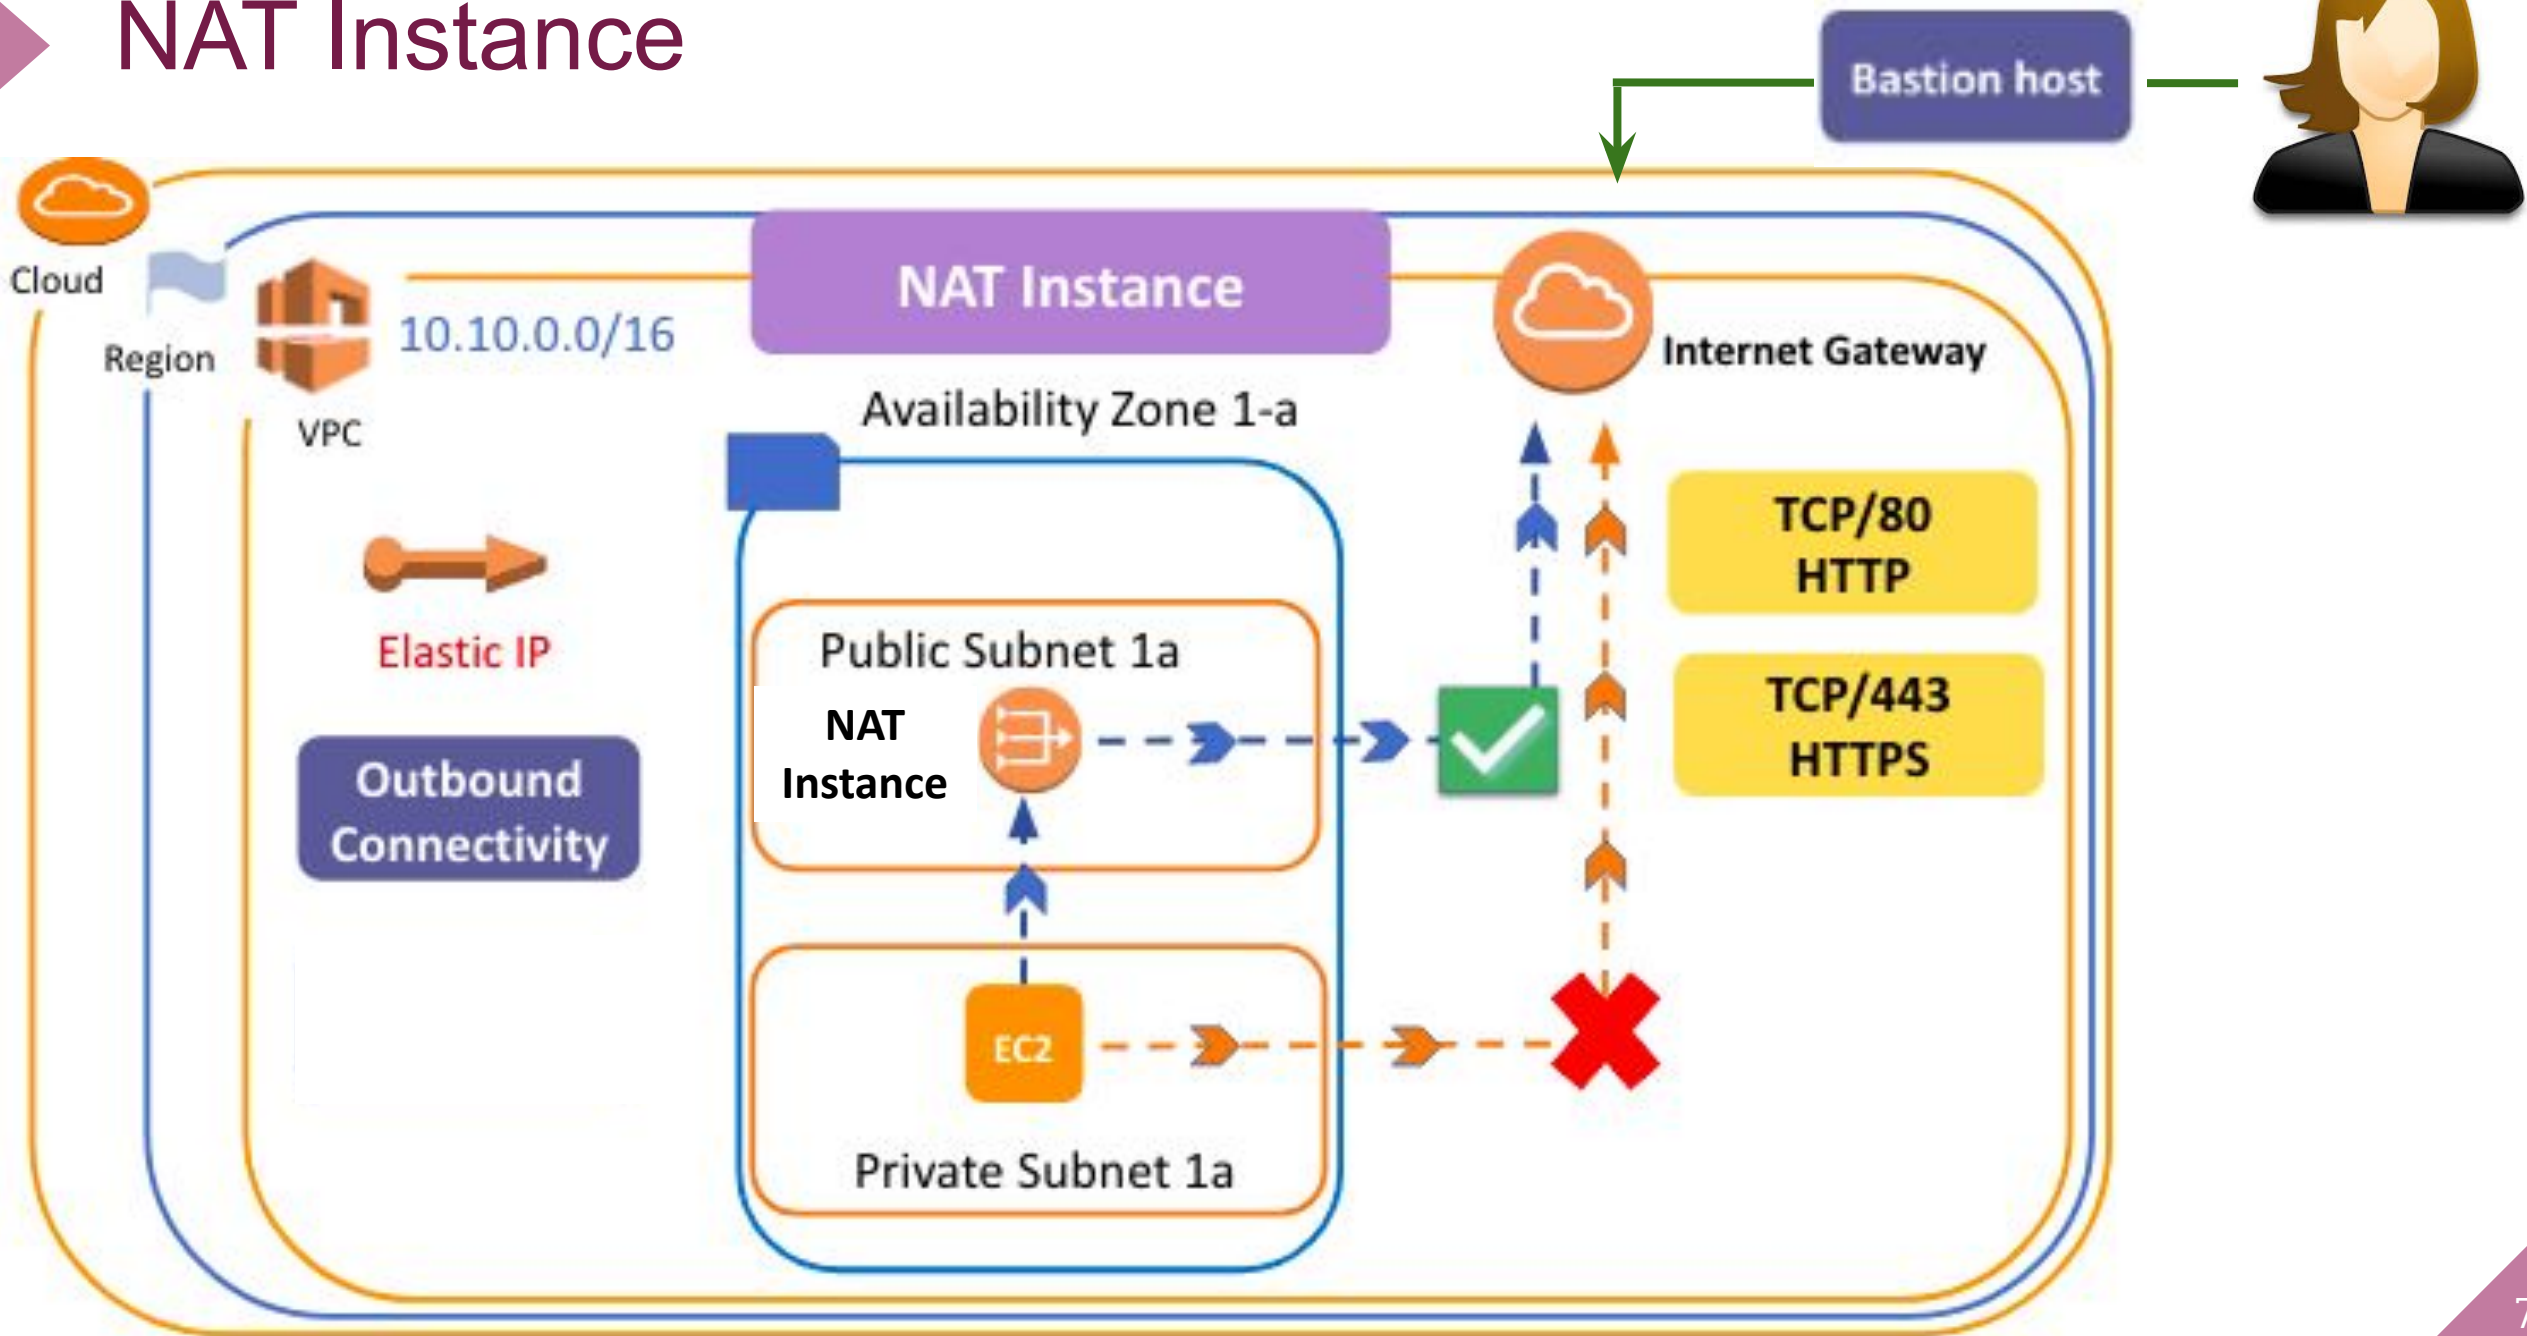 NAT Instance
Bastion host
Cloud
Region
VPC
10.10.0.0/16
NAT Instance
Internet Gateway
Availability Zone 1-a
Elastic IP
Outbound
Connectivity
Public Subnet 1a
NAT
Instance
TCP/80
HTTP
TCP/443
HTTPS
EC2
Private Subnet 1a
7